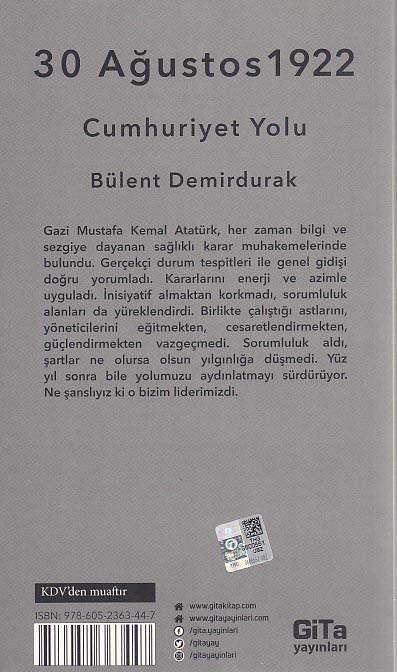 30 Ağustos 1922
Cumhuriyet Yolu
Bülent Demirdurak
Gazi Mustafa Kemal Atatürk, her zaman bilgi ve
sezgiye dayanan sağlıklı karar muhakemelerinde
bulundu. Gerçekçi durum tespitleri ile genel gidişi
doğru yorumladı. Kararlarını enerji ve azimle
uyguladı. İnisiyatif almaktan korkmadı, sorumluluk
alanları da yüreklendirdi. Birlikte çalıştığı astlarını,
yöneticilerini eğitmekten, cesaretlendirmekten,
güçlendirmekten vazgeçmedi. Sorumluluk aldı,
şartlar ne olursa olsun yılgınlığa düşmedi. Yüz
yıl sonra bile yolumuzu aydınlatmayı sürdürüyor.
Ne şanslıyız ki o bizim liderimizdi.
KDV'den muaftır
ISBN: 978-605-2363-44-7
www.gitakitap.com
www.gitayayinlari.com
/gita.yayinlari
/gitayay
/gitayayinlari
GiTa
yayınları